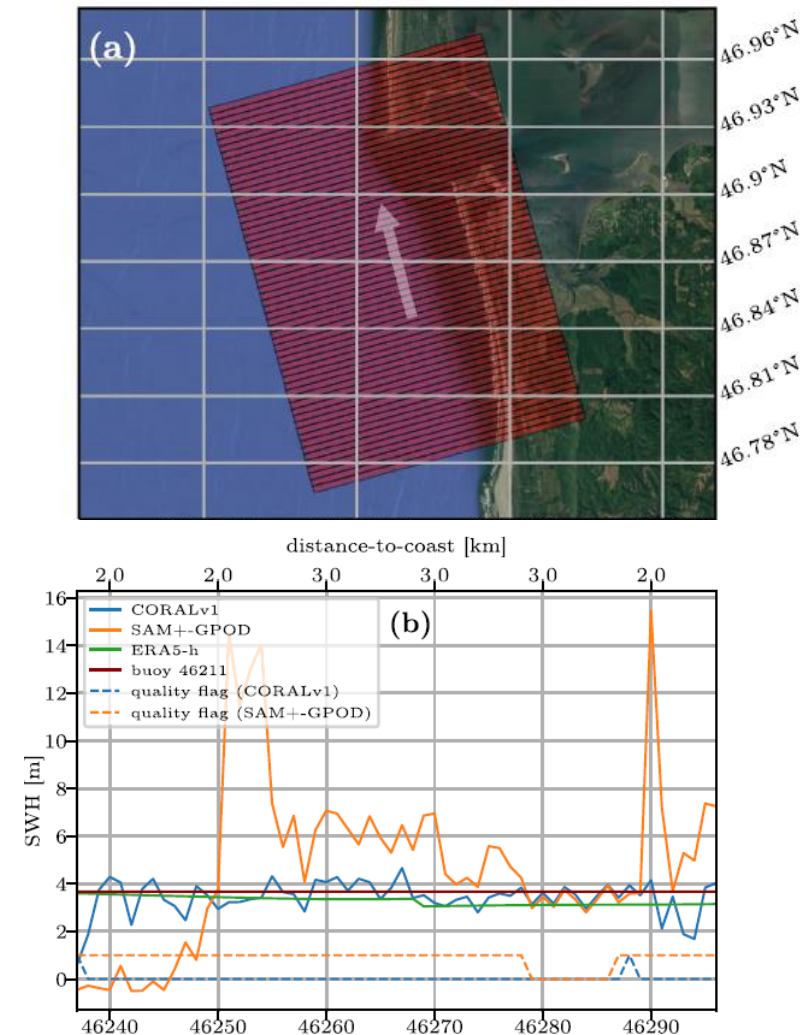 (a)
46.96°N
46.93°N
46.9°N
46.87°N
46.84°N
46.81°N
46.78°N
distance-to-coast [km]
2.0 2.0 3.0 3.0 3.0 2.0
16
14
12
10
8
6
4
2
0
SWH [m]
CORALv1
SAM+-GPOD
ERA5-h
buoy 46211
quality flag (CORALv1)
quality flag (SAM+-GPOD)
(b)
46240 46250 46260 46270 46280 46290